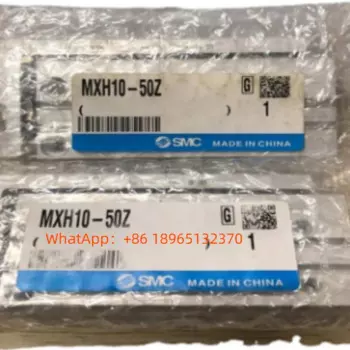 MXH10-50Z
G
( ) 1
SMC MADE IN CHINA
MXH10-50Z
G
WhatsApp: +86 18965132370
( ) 1
SMC MADE IN CHINA